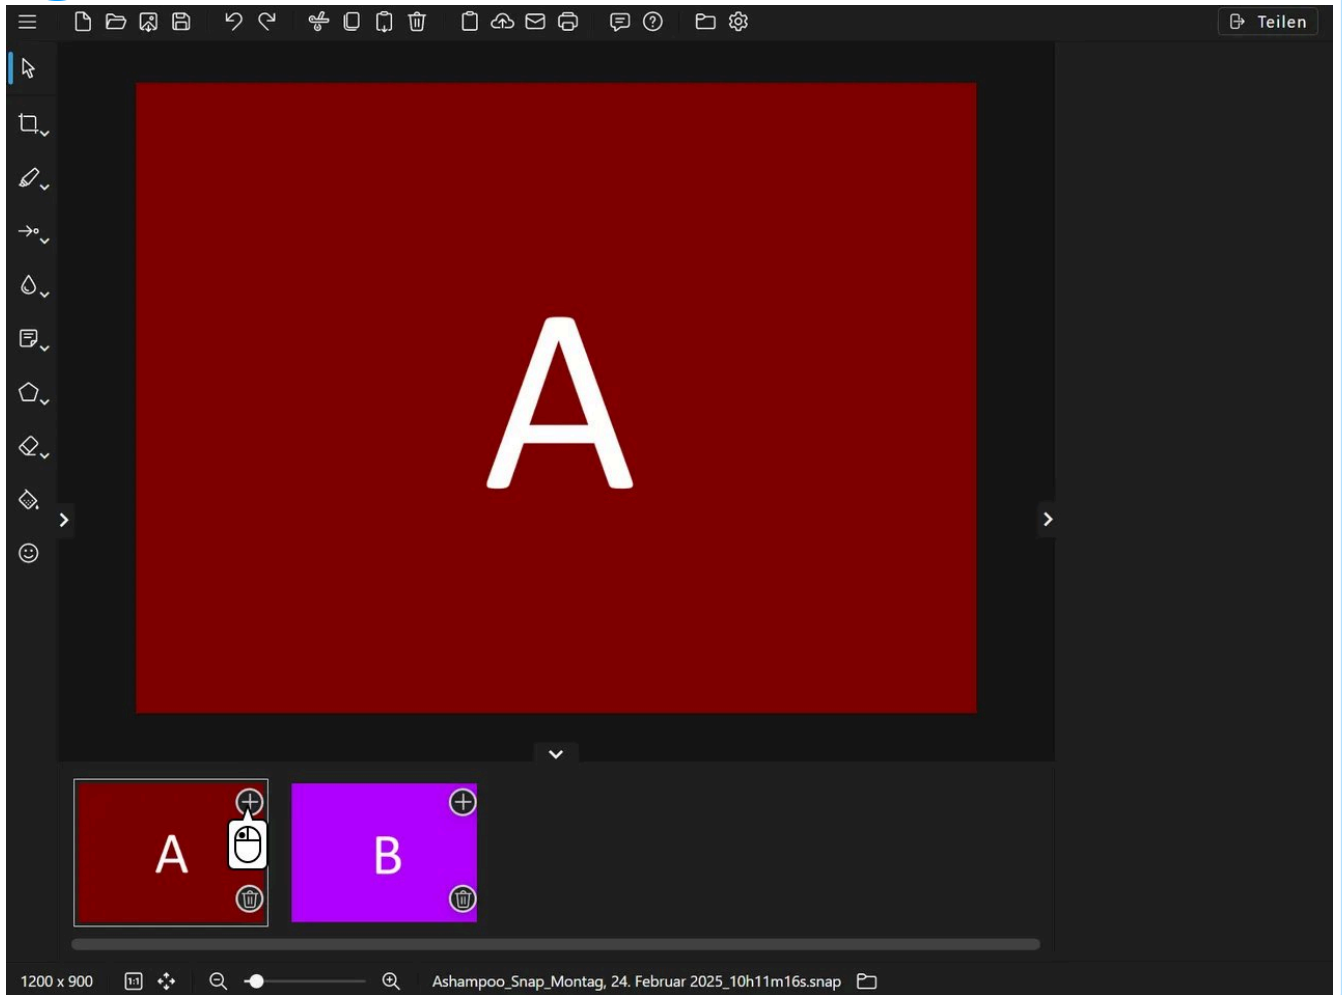 Teilen
A
A
B
1200 x 900
1:1
Ashampoo_Snap_Montag, 24. Februar 2025_10h11m16s.snap